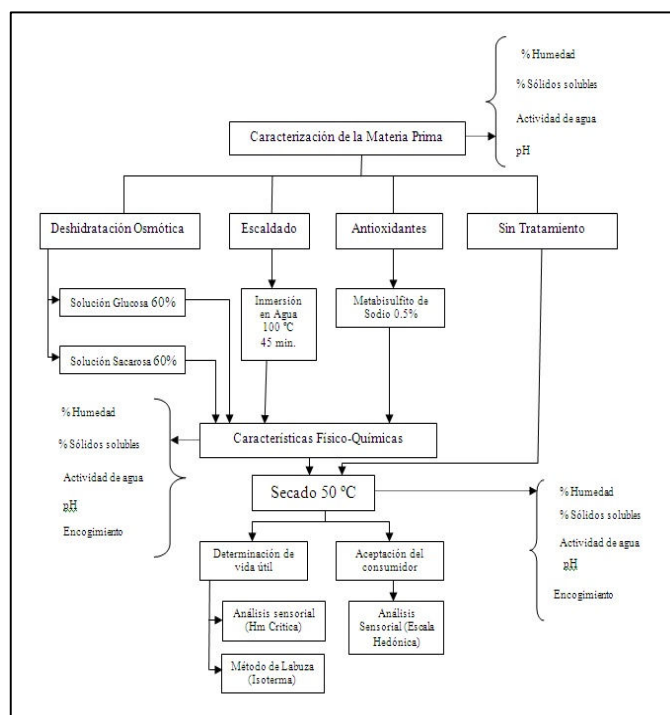 % Humedad
% Sólidos solubles
Actividad de agua
pH
Caracterización de la Materia Prima
Deshidratación Osmótica
Escaldado
Antioxidantes
Sin Tratamiento
Solución Glucosa 60%
Solución Sacarosa 60%
Inmersión
en Agua
100 ºC
45 min.
Metabisulfito de
Sodio 0.5%
% Humedad
% Sólidos solubles
Actividad de agua
pH
Encogimiento
Características Físico-Químicas
Secado 50 ºC
% Humedad
% Sólidos solubles
Actividad de agua
pH
Encogimiento
Determinación de
vida útil
Aceptación del
consumidor
Análisis sensorial
(Hm Critica)
Método de Labuza
(Isoterma)
Análisis
Sensorial (Escala
Hedónica)